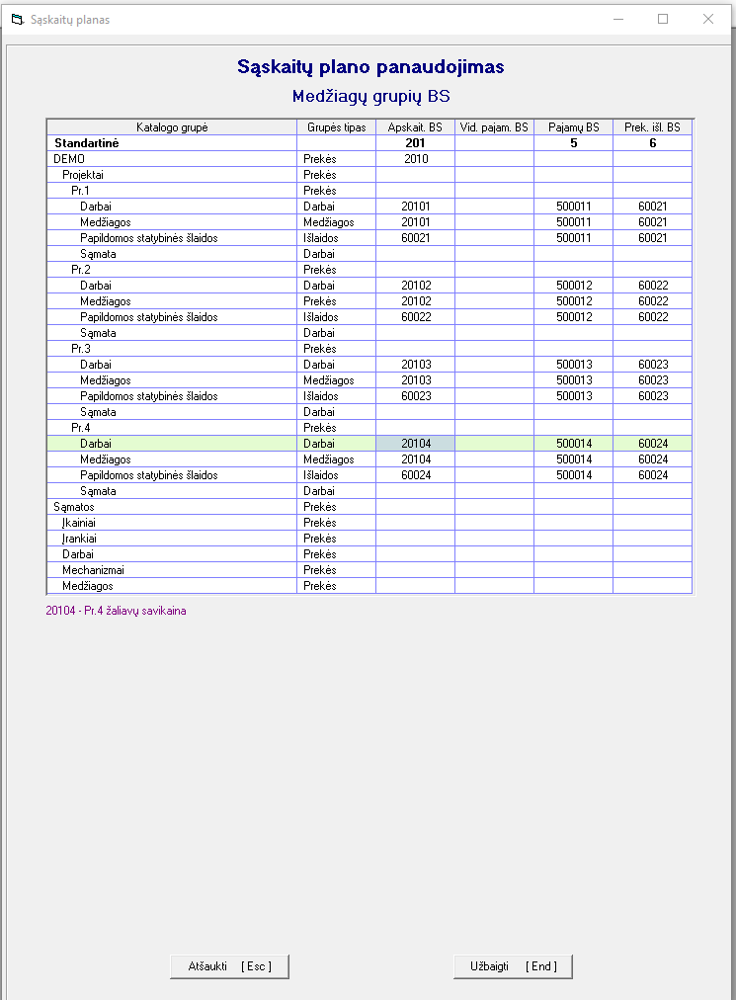 Sąskaitų planas
Sąskaitų plano panaudojimas
Medžiagų grupių BS
Katalogo grupė Grupės tipas Apskait. BS Vid. pajam. BS Pajamų BS Prek. išl. BS
Standartinė 201 5 6
DEMO Prekės 2010
Projektai Prekės
Pr.1 Prekės
Darbai Darbai 20101 500011 60021
Medžiagos Medžiagos 20101 500011 60021
Papildomos statybinės šlaidos Išlaidos 60021 500011 60021
Sąmata Darbai
Pr.2 Prekės
Darbai Darbai 20102 500012 60022
Medžiagos Prekės 20102 500012 60022
Papildomos statybinės šlaidos Išlaidos 60022 500012 60022
Sąmata Darbai
Pr.3 Prekės
Darbai Darbai 20103 500013 60023
Medžiagos Medžiagos 20103 500013 60023
Papildomos statybinės šlaidos Išlaidos 60023 500013 60023
Sąmata Darbai
Pr.4 Prekės
Darbai Darbai 20104 500014 60024
Medžiagos Medžiagos 20104 500014 60024
Papildomos statybinės šlaidos Išlaidos 60024 500014 60024
Sąmata Darbai
Sąmatos Prekės
Įkainiai Prekės
Įrankiai Prekės
Darbai Prekės
Mechanizmai Prekės
Medžiagos Prekės
20104 - Pr.4 žaliavų savikaina
Atšaukti [ Esc ] Užbaigti [ End ]